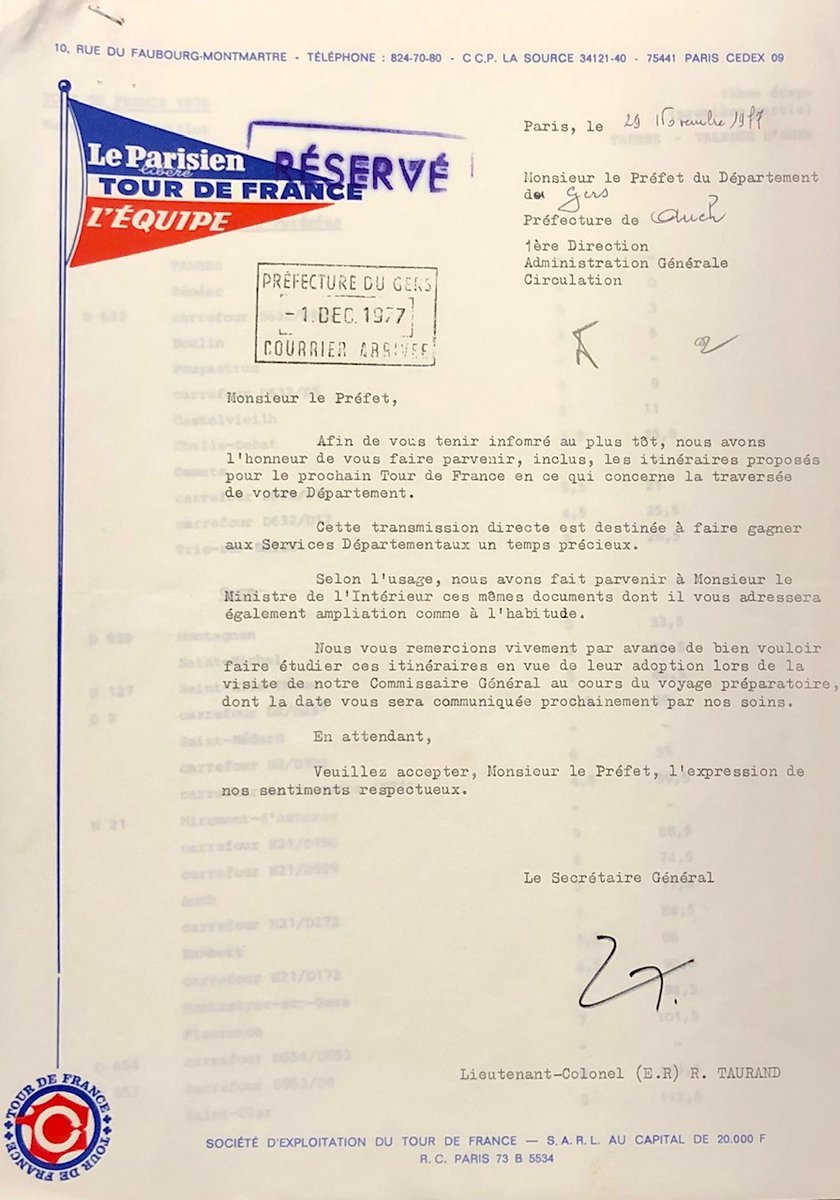 10, RUE DU FAUBOURG-MONTMARTRE - TÉLÉPHONE : 824-70-80 - C C.P. LA SOURCE 34121-40 - 75441 PARIS CEDEX 09
Le Parisien
libéré
TOUR DE FRANCE
L'ÉQUIPE
RÉSERVÉ
Paris, le 29 Novembre 1977
Monsieur le Préfet du Département
du Gers
Préfecture de Auch
1ère Direction
Administration Générale
Circulation
PRÉFECTURE DU GERS
-1. DEC. 1977
COURRIER ARRIVEE
Monsieur le Préfet,
Afin de vous tenir infomré au plus tôt, nous avons
l'honneur de vous faire parvenir, inclus, les itinéraires proposés
pour le prochain Tour de France en ce qui concerne la traversée
de votre Département.
Cette transmission directe est destinée à faire gagner
aux Services Départementaux un temps précieux.
Selon l'usage, nous avons fait parvenir à Monsieur le
Ministre de l'Intérieur ces mêmes documents dont il vous adressera
également ampliation comme à l'habitude.
Nous vous remercions vivement par avance de bien vouloir
faire étudier ces itinéraires en vue de leur adoption lors de la
visite de notre Commissaire Général au cours du voyage préparatoire,
dont la date vous sera communiquée prochainement par nos soins.
En attendant,
Veuillez accepter, Monsieur le Préfet, l'expression de
nos sentiments respectueux.
Le Secrétaire Général
Lieutenant-Colonel (E.R) R. TAURAND
TOUR DE FRANCE
TOUR DE FRANCE
SOCIÉTÉ D'EXPLOITATION DU TOUR DE FRANCE — S.A.R.L. AU CAPITAL DE 20.000 F
R.C. PARIS 73 B 5534